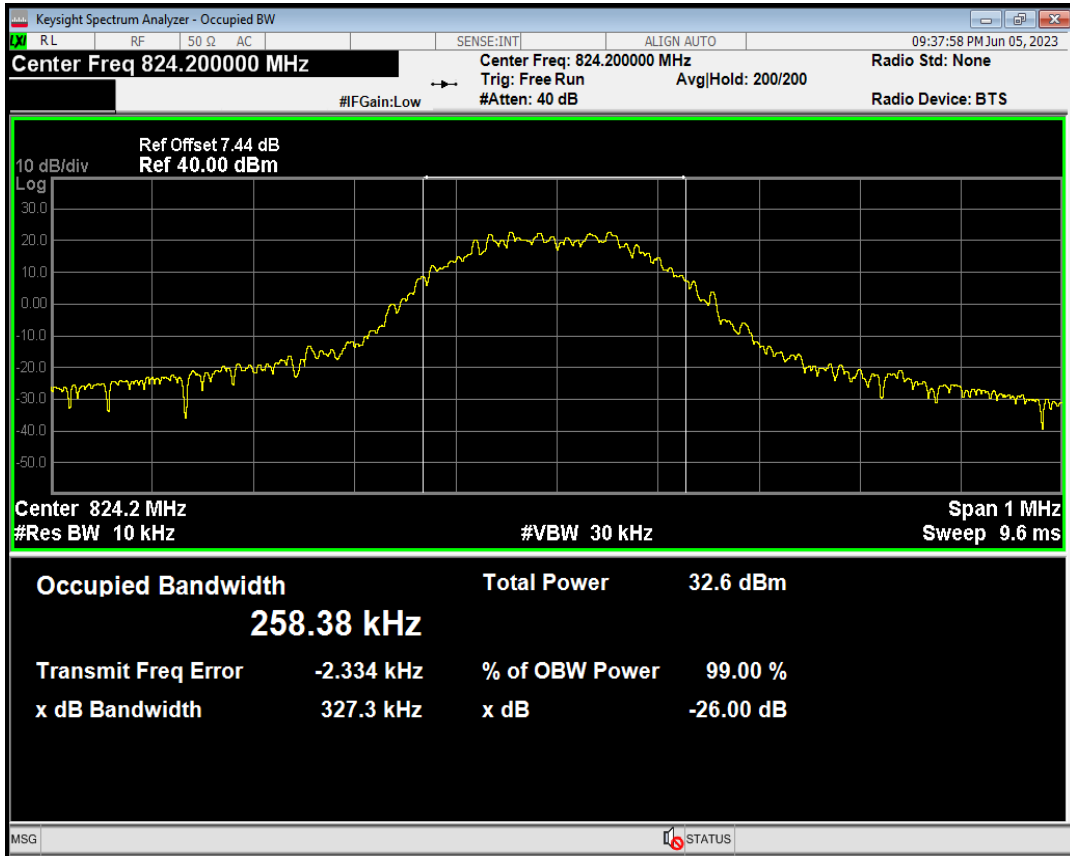 Keysight Spectrum Analyzer - Occupied BW
LXI RL RF 50 Ω AC SENSE:INT ALIGN AUTO 09:37:58 PM Jun 05, 2023
Center Freq 824.200000 MHz Center Freq: 824.200000 MHz Radio Std: None
Trig: Free Run Avg|Hold: 200/200
#IFGain:Low #Atten: 40 dB Radio Device: BTS
Ref Offset 7.44 dB
10 dB/div Ref 40.00 dBm
Log
30.0
20.0
10.0
0.00
-10.0
-20.0
-30.0
-40.0
-50.0
Center 824.2 MHz Span 1 MHz
#Res BW 10 kHz #VBW 30 kHz Sweep 9.6 ms
Occupied Bandwidth Total Power 32.6 dBm
258.38 kHz
Transmit Freq Error -2.334 kHz % of OBW Power 99.00 %
x dB Bandwidth 327.3 kHz x dB -26.00 dB
MSG STATUS